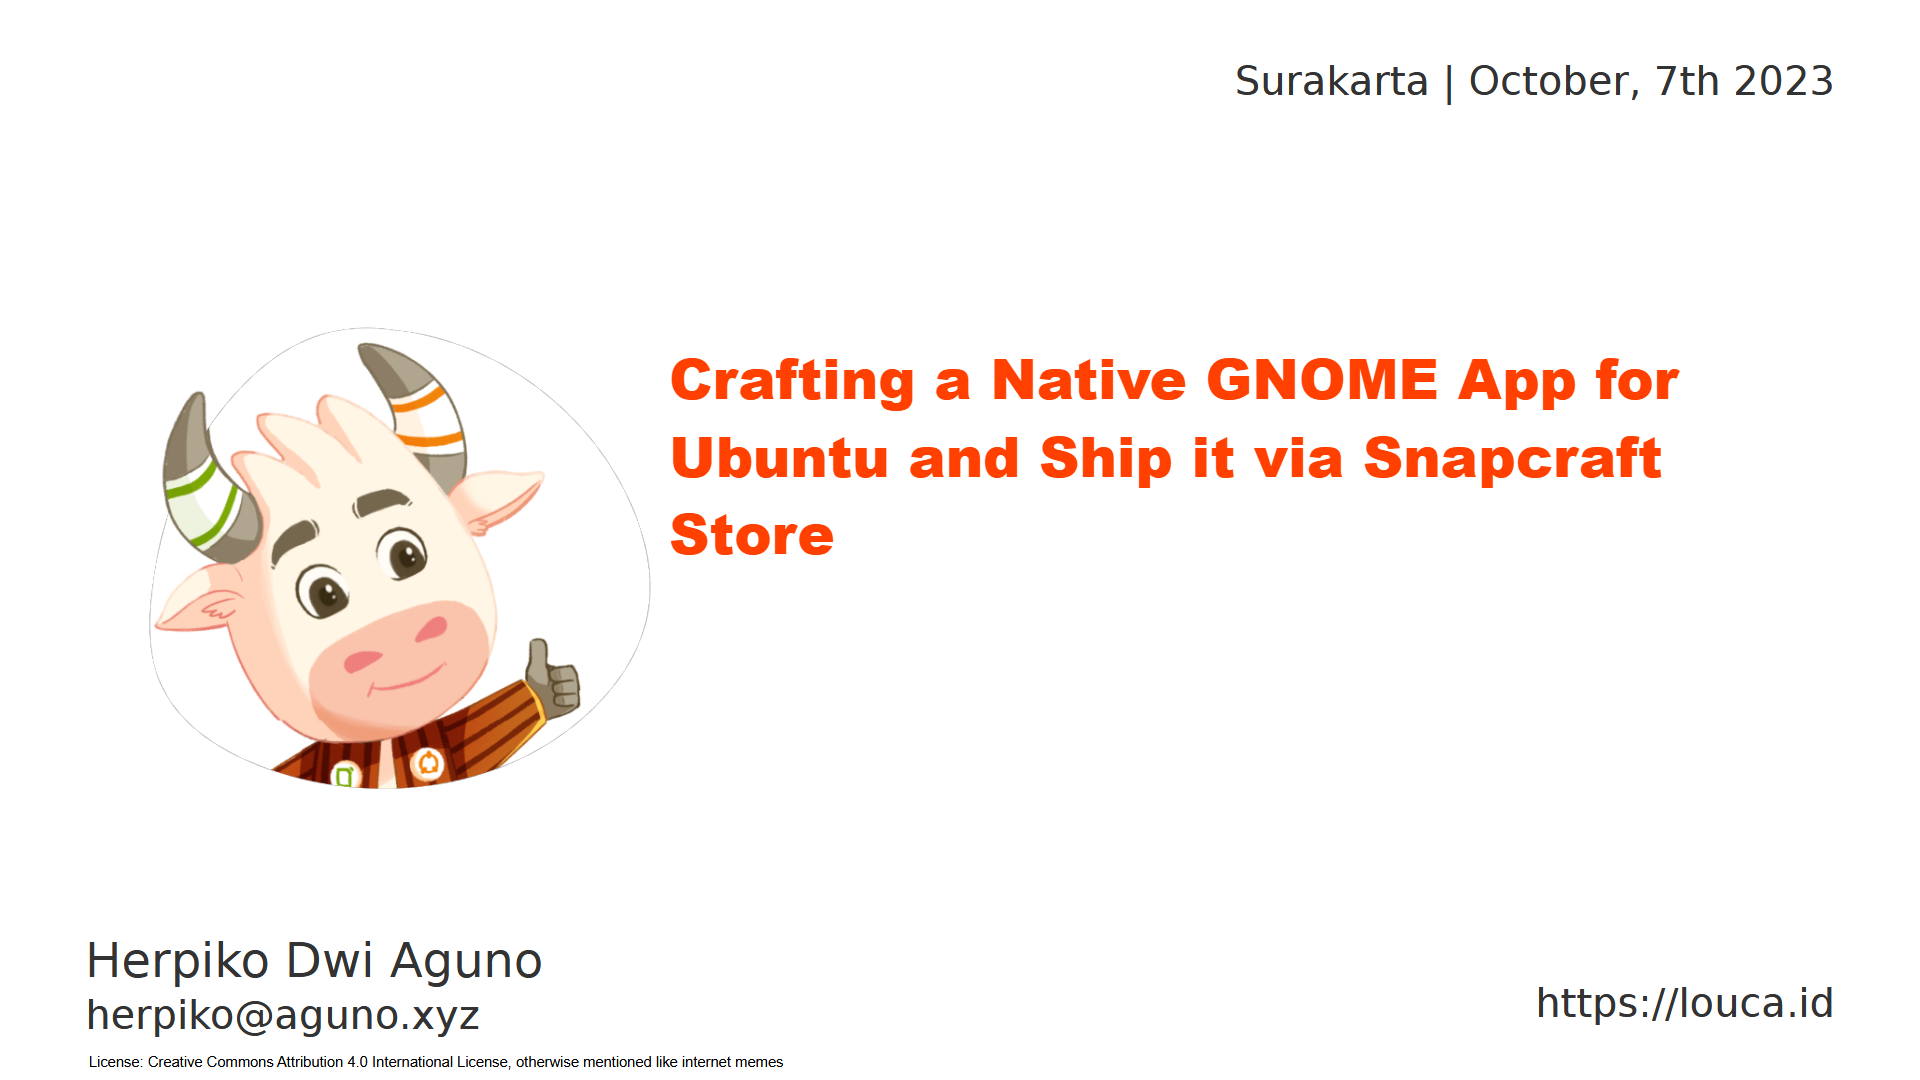 Surakarta | October, 7th 2023
Crafting a Native GNOME App for
Ubuntu and Ship it via Snapcraft
Store
Herpiko Dwi Aguno
herpiko@aguno.xyz
License: Creative Commons Attribution 4.0 International License, otherwise mentioned like internet memes
https://louca.id